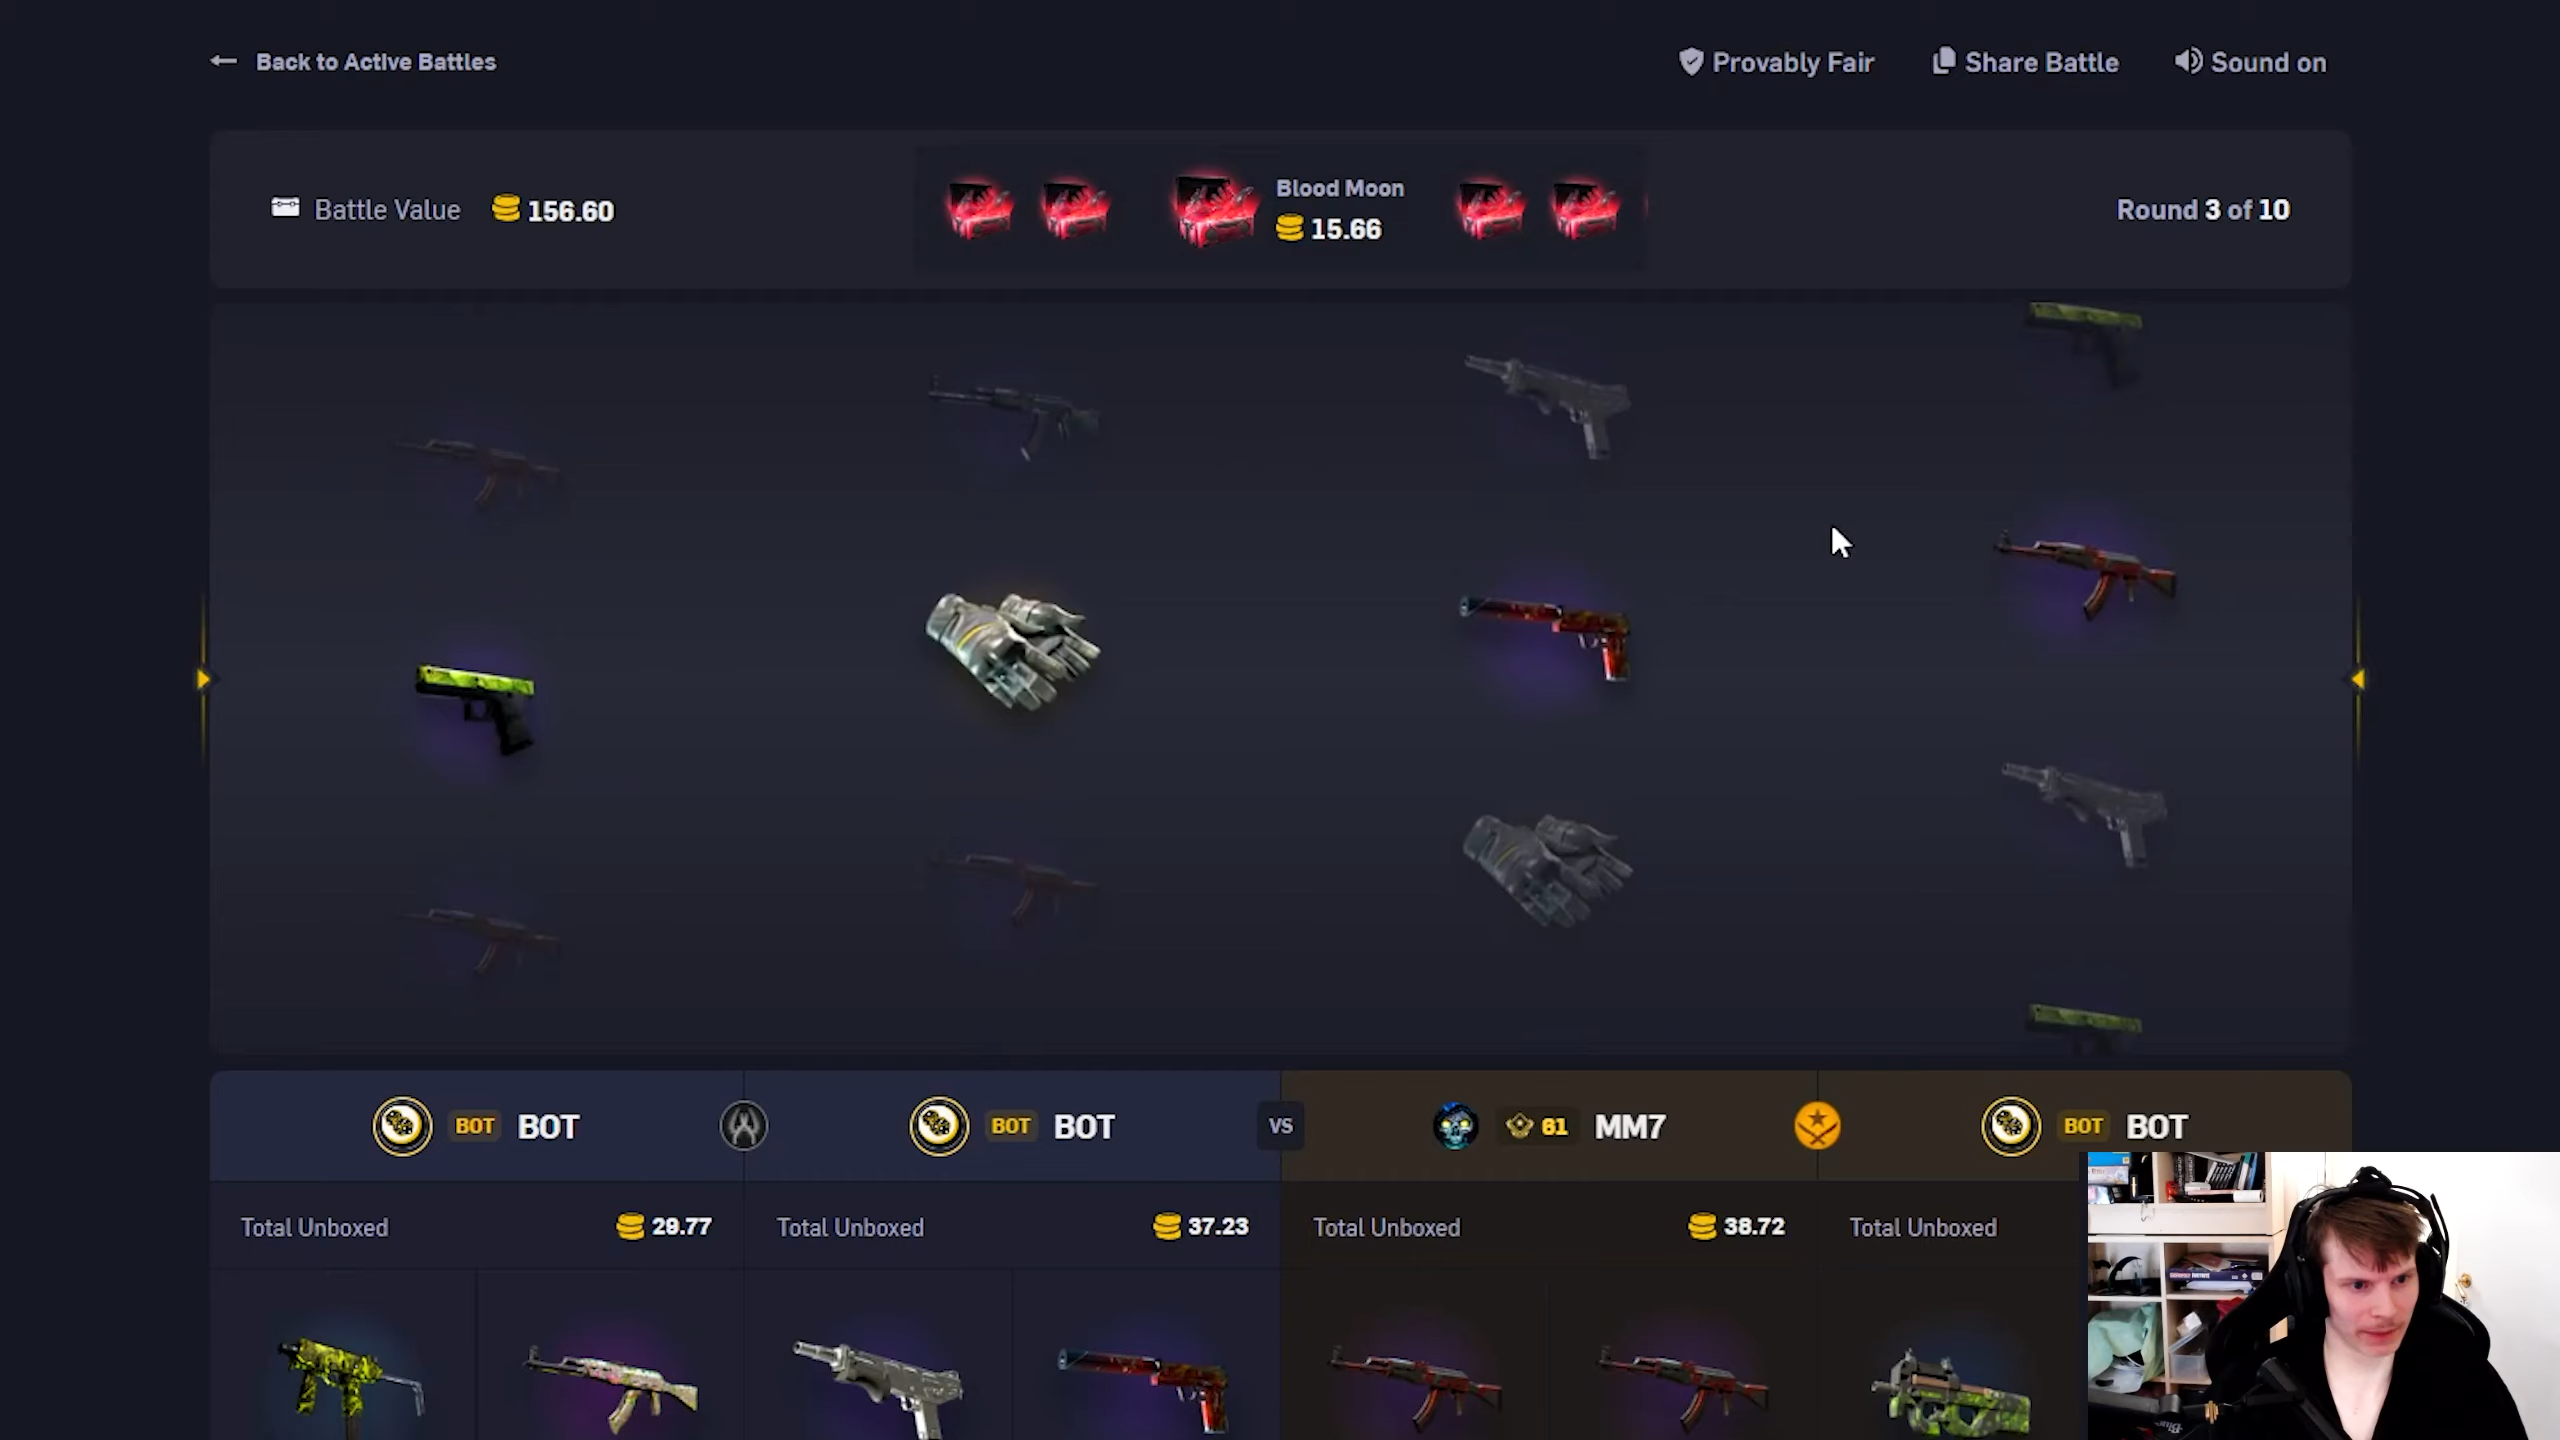 Back to Active Battles
Provably Fair
Share Battle
Sound on
Battle Value 156.60
Blood Moon
15.66
Round 3 of 10
BOT BOT
BOT BOT
VS
61 MM7
BOT BOT
Total Unboxed 29.77
Total Unboxed 37.23
Total Unboxed 38.72
Total Unboxed